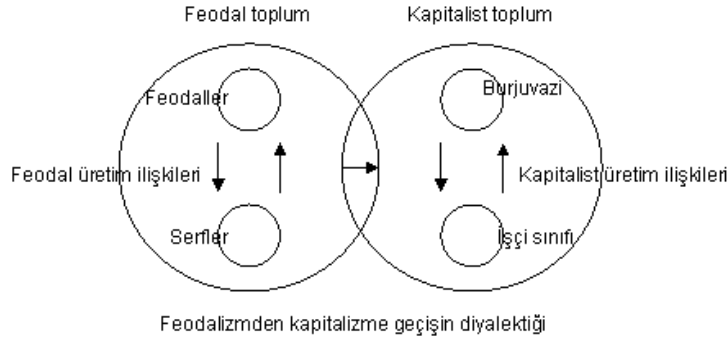 Feodal toplum
Kapitalist toplum
Feodaller
Burjuvazi
Feodal üretim ilişkileri
Kapitalist üretim ilişkileri
Serfler
İşçi sınıfı
Feodalizmden kapitalizme geçişin diyalektiği